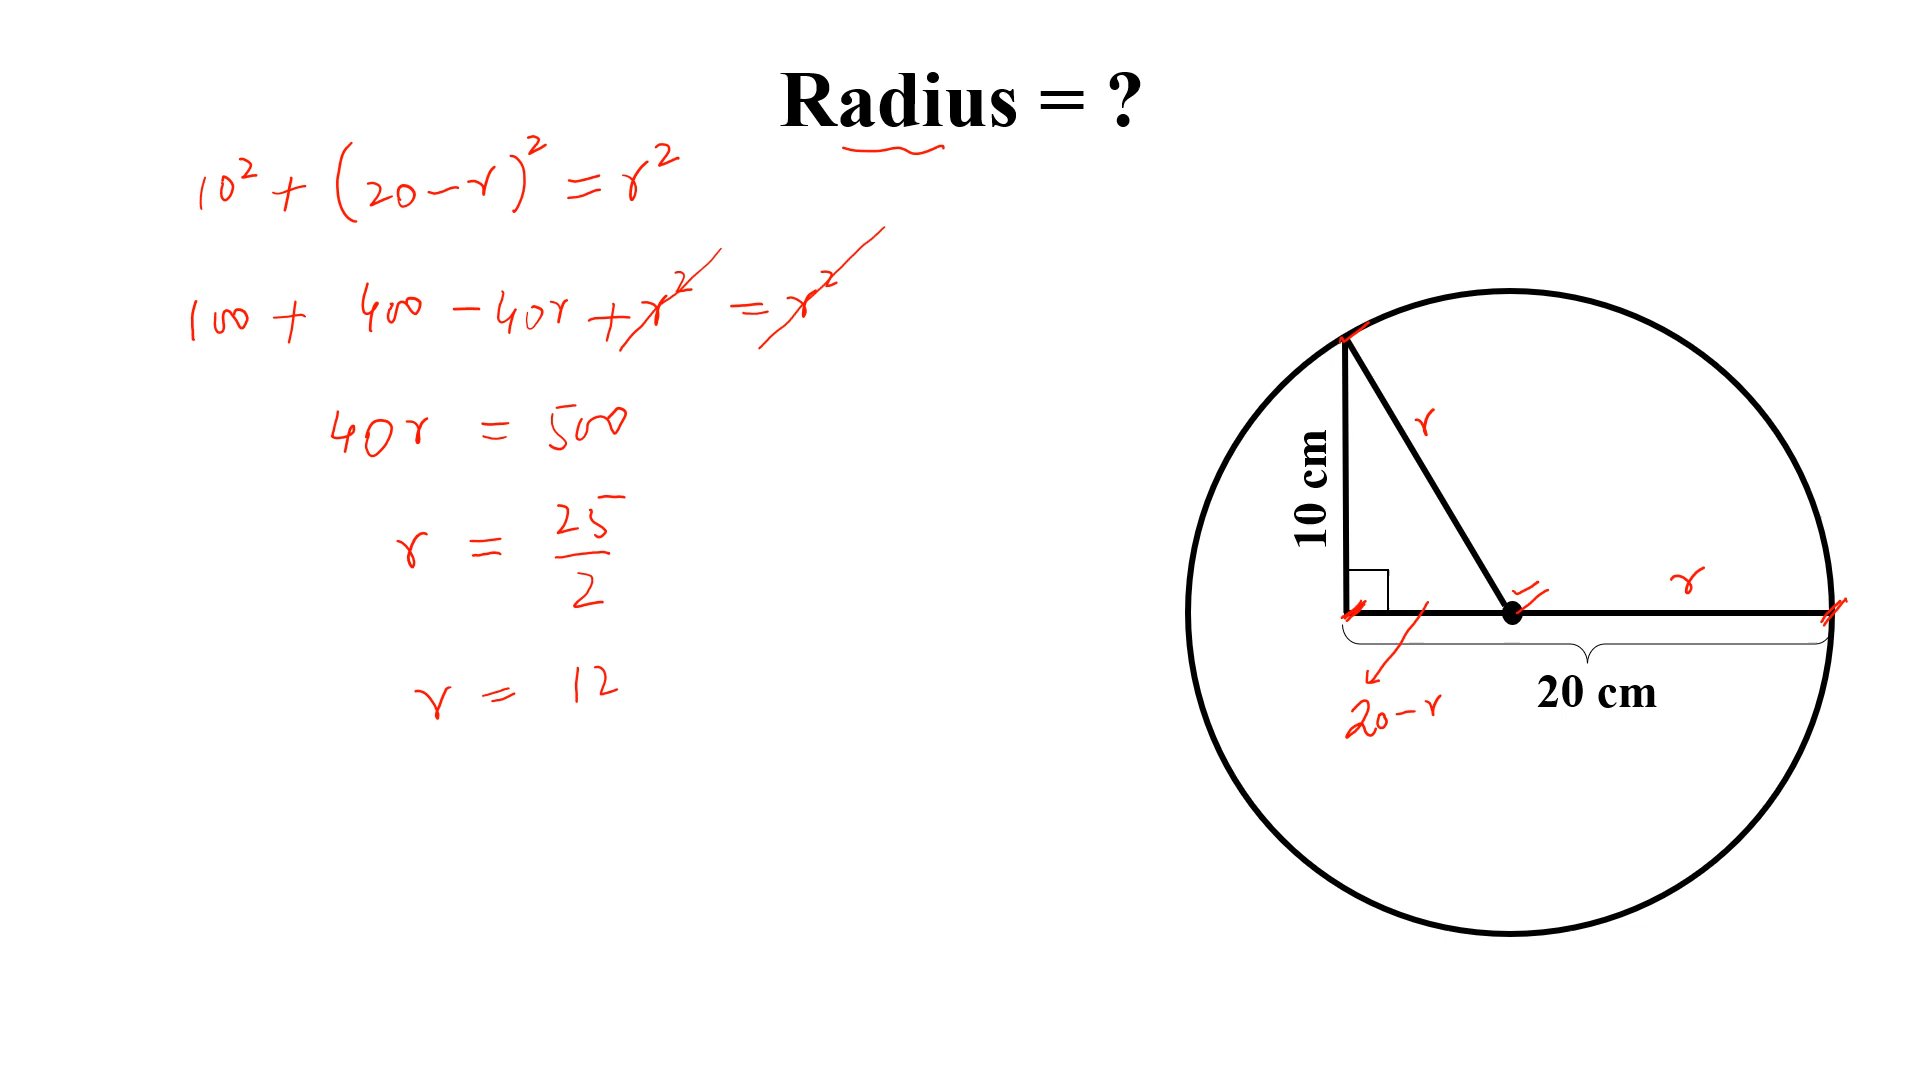 Radius = ?
10² + (20 - r)² = r²
100 + 400 - 40r + r² = r²
40r = 500
r = 25/2
r = 12
r
10 cm
r
20 cm
20 - r